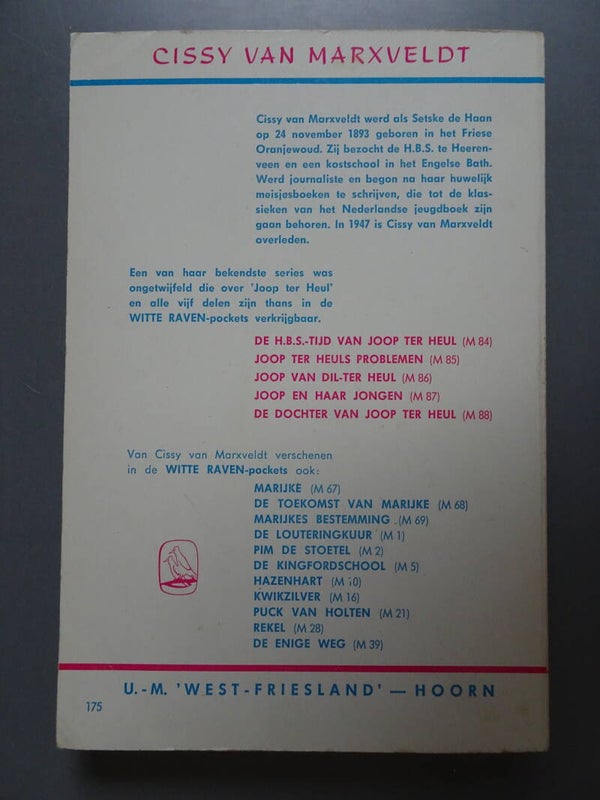 CISSY VAN MARXVELDT
Cissy van Marxveldt werd als Setske de Haan
op 24 november 1893 geboren in het Friese
Oranjewoud. Zij bezocht de H.B.S. te Heeren-
veen en een kostschool in het Engelse Bath.
Werd journaliste en begon na haar huwelijk
meisjesboeken te schrijven, die tot de klas-
sieken van het Nederlandse jeugdboek zijn
gaan behoren. In 1947 is Cissy van Marxveldt
overleden.
Een van haar bekendste series was
ongetwijfeld die over 'Joop ter Heul'
en alle vijf delen zijn thans in de
WITTE RAVEN-pockets verkrijgbaar.
DE H.B.S.-TIJD VAN JOOP TER HEUL (M 84)
JOOP TER HEULS PROBLEMEN (M 85)
JOOP VAN DIL-TER HEUL (M 86)
JOOP EN HAAR JONGEN (M 87)
DE DOCHTER VAN JOOP TER HEUL (M 88)
Van Cissy van Marxveldt verschenen
in de WITTE RAVEN-pockets ook:
MARIJKE (M 67)
DE TOEKOMST VAN MARIJKE (M 68)
MARIJKES BESTEMMING (M 69)
DE LOUTERINGKUUR (M 1)
PIM DE STOETEL (M 2)
DE KINGFORDSCHOOL (M 5)
HAZENHART (M 10)
KWIKZILVER (M 16)
PUCK VAN HOLTEN (M 21)
REKEL (M 28)
DE ENIGE WEG (M 39)
U.-M. 'WEST-FRIESLAND' — HOORN
175